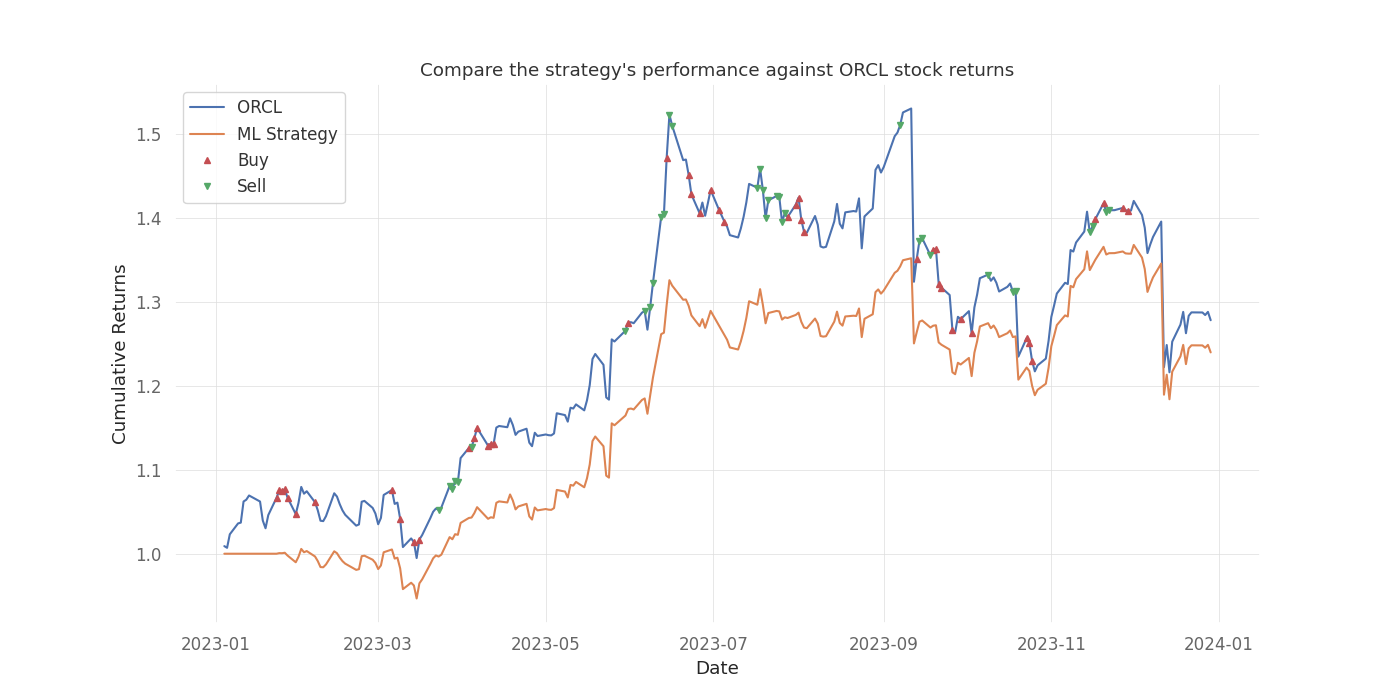 Compare the strategy's performance against ORCL stock returns
ORCL
ML Strategy
Buy
Sell
1.5
1.4
1.3
1.2
1.1
1.0
Cumulative Returns
2023-01 2023-03 2023-05 2023-07 2023-09 2023-11 2024-01
Date